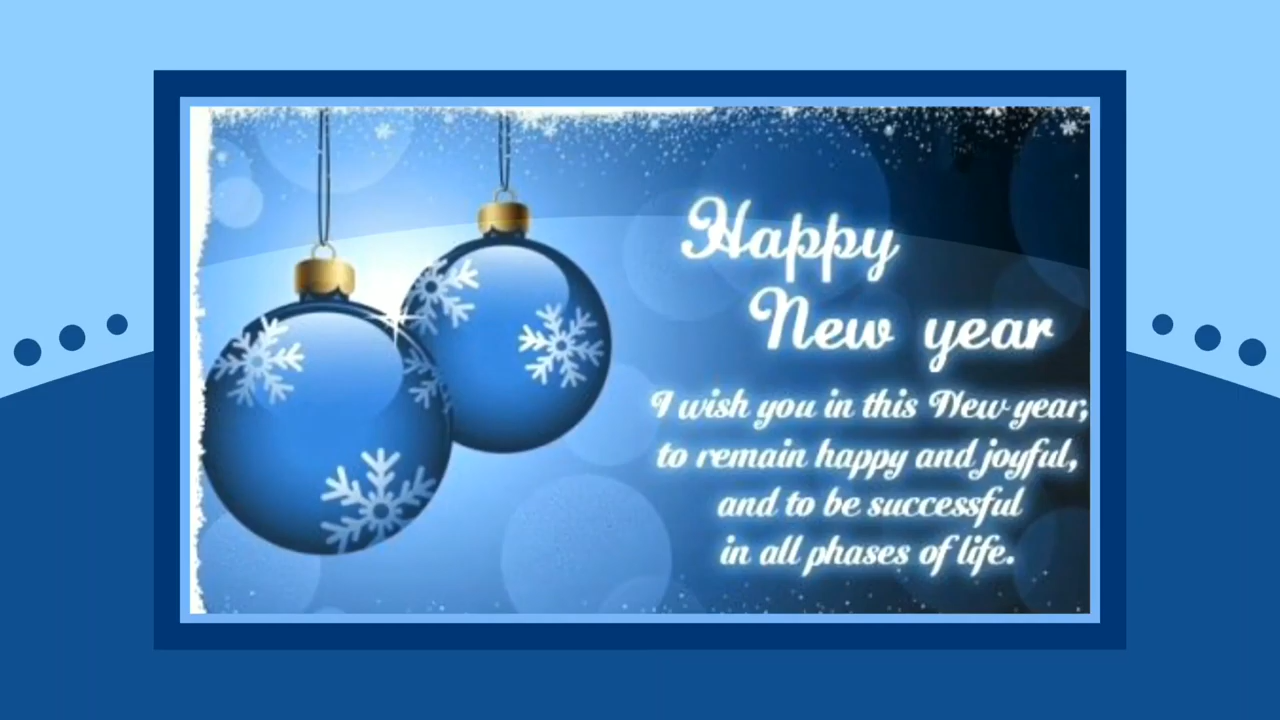 Happy
New year
I wish you in this New year,
to remain happy and joyful,
and to be successful
in all phases of life.